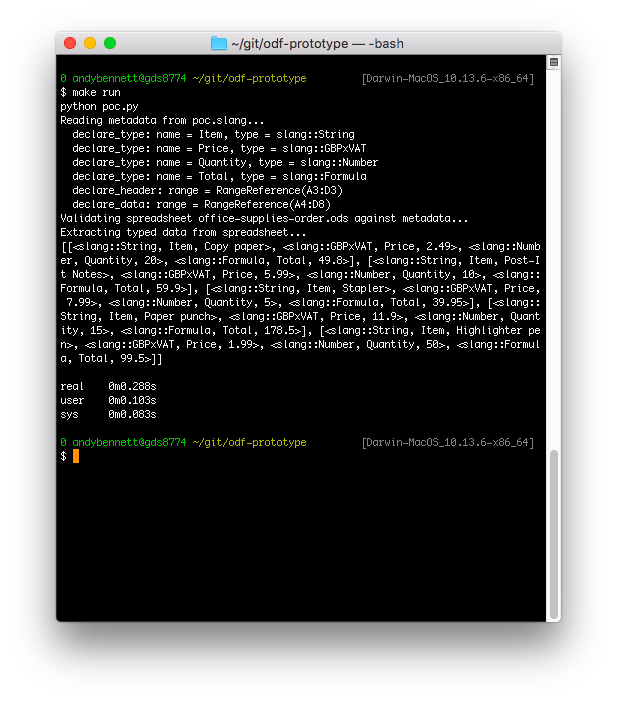 ~/git/odf-prototype — -bash
0 andybennett@gds8774 ~/git/odf-prototype [Darwin-MacOS_10.13.6-x86_64]
$ make run
python poc.py
Reading metadata from poc.slang...
declare_type: name = Item, type = slang::String
declare_type: name = Price, type = slang::GBPxVAT
declare_type: name = Quantity, type = slang::Number
declare_type: name = Total, type = slang::Formula
declare_header: range = RangeReference(A3:D3)
declare_data: range = RangeReference(A4:D8)
Validating spreadsheet office-supplies-order.ods against metadata...
Extracting typed data from spreadsheet...
[[<slang::String, Item, Copy paper>, <slang::GBPxVAT, Price, 2.49>, <slang::Numb
er, Quantity, 20>, <slang::Formula, Total, 49.8>], [<slang::String, Item, Post-I
t Notes>, <slang::GBPxVAT, Price, 5.99>, <slang::Number, Quantity, 10>, <slang::
Formula, Total, 59.9>], [<slang::String, Item, Stapler>, <slang::GBPxVAT, Price,
7.99>, <slang::Number, Quantity, 5>, <slang::Formula, Total, 39.95>], [<slang::
String, Item, Paper punch>, <slang::GBPxVAT, Price, 11.9>, <slang::Number, Quant
ity, 15>, <slang::Formula, Total, 178.5>], [<slang::String, Item, Highlighter pe
n>, <slang::GBPxVAT, Price, 1.99>, <slang::Number, Quantity, 50>, <slang::Formul
a, Total, 99.5>]]
real 0m0.288s
user 0m0.103s
sys 0m0.083s
0 andybennett@gds8774 ~/git/odf-prototype [Darwin-MacOS_10.13.6-x86_64]
$